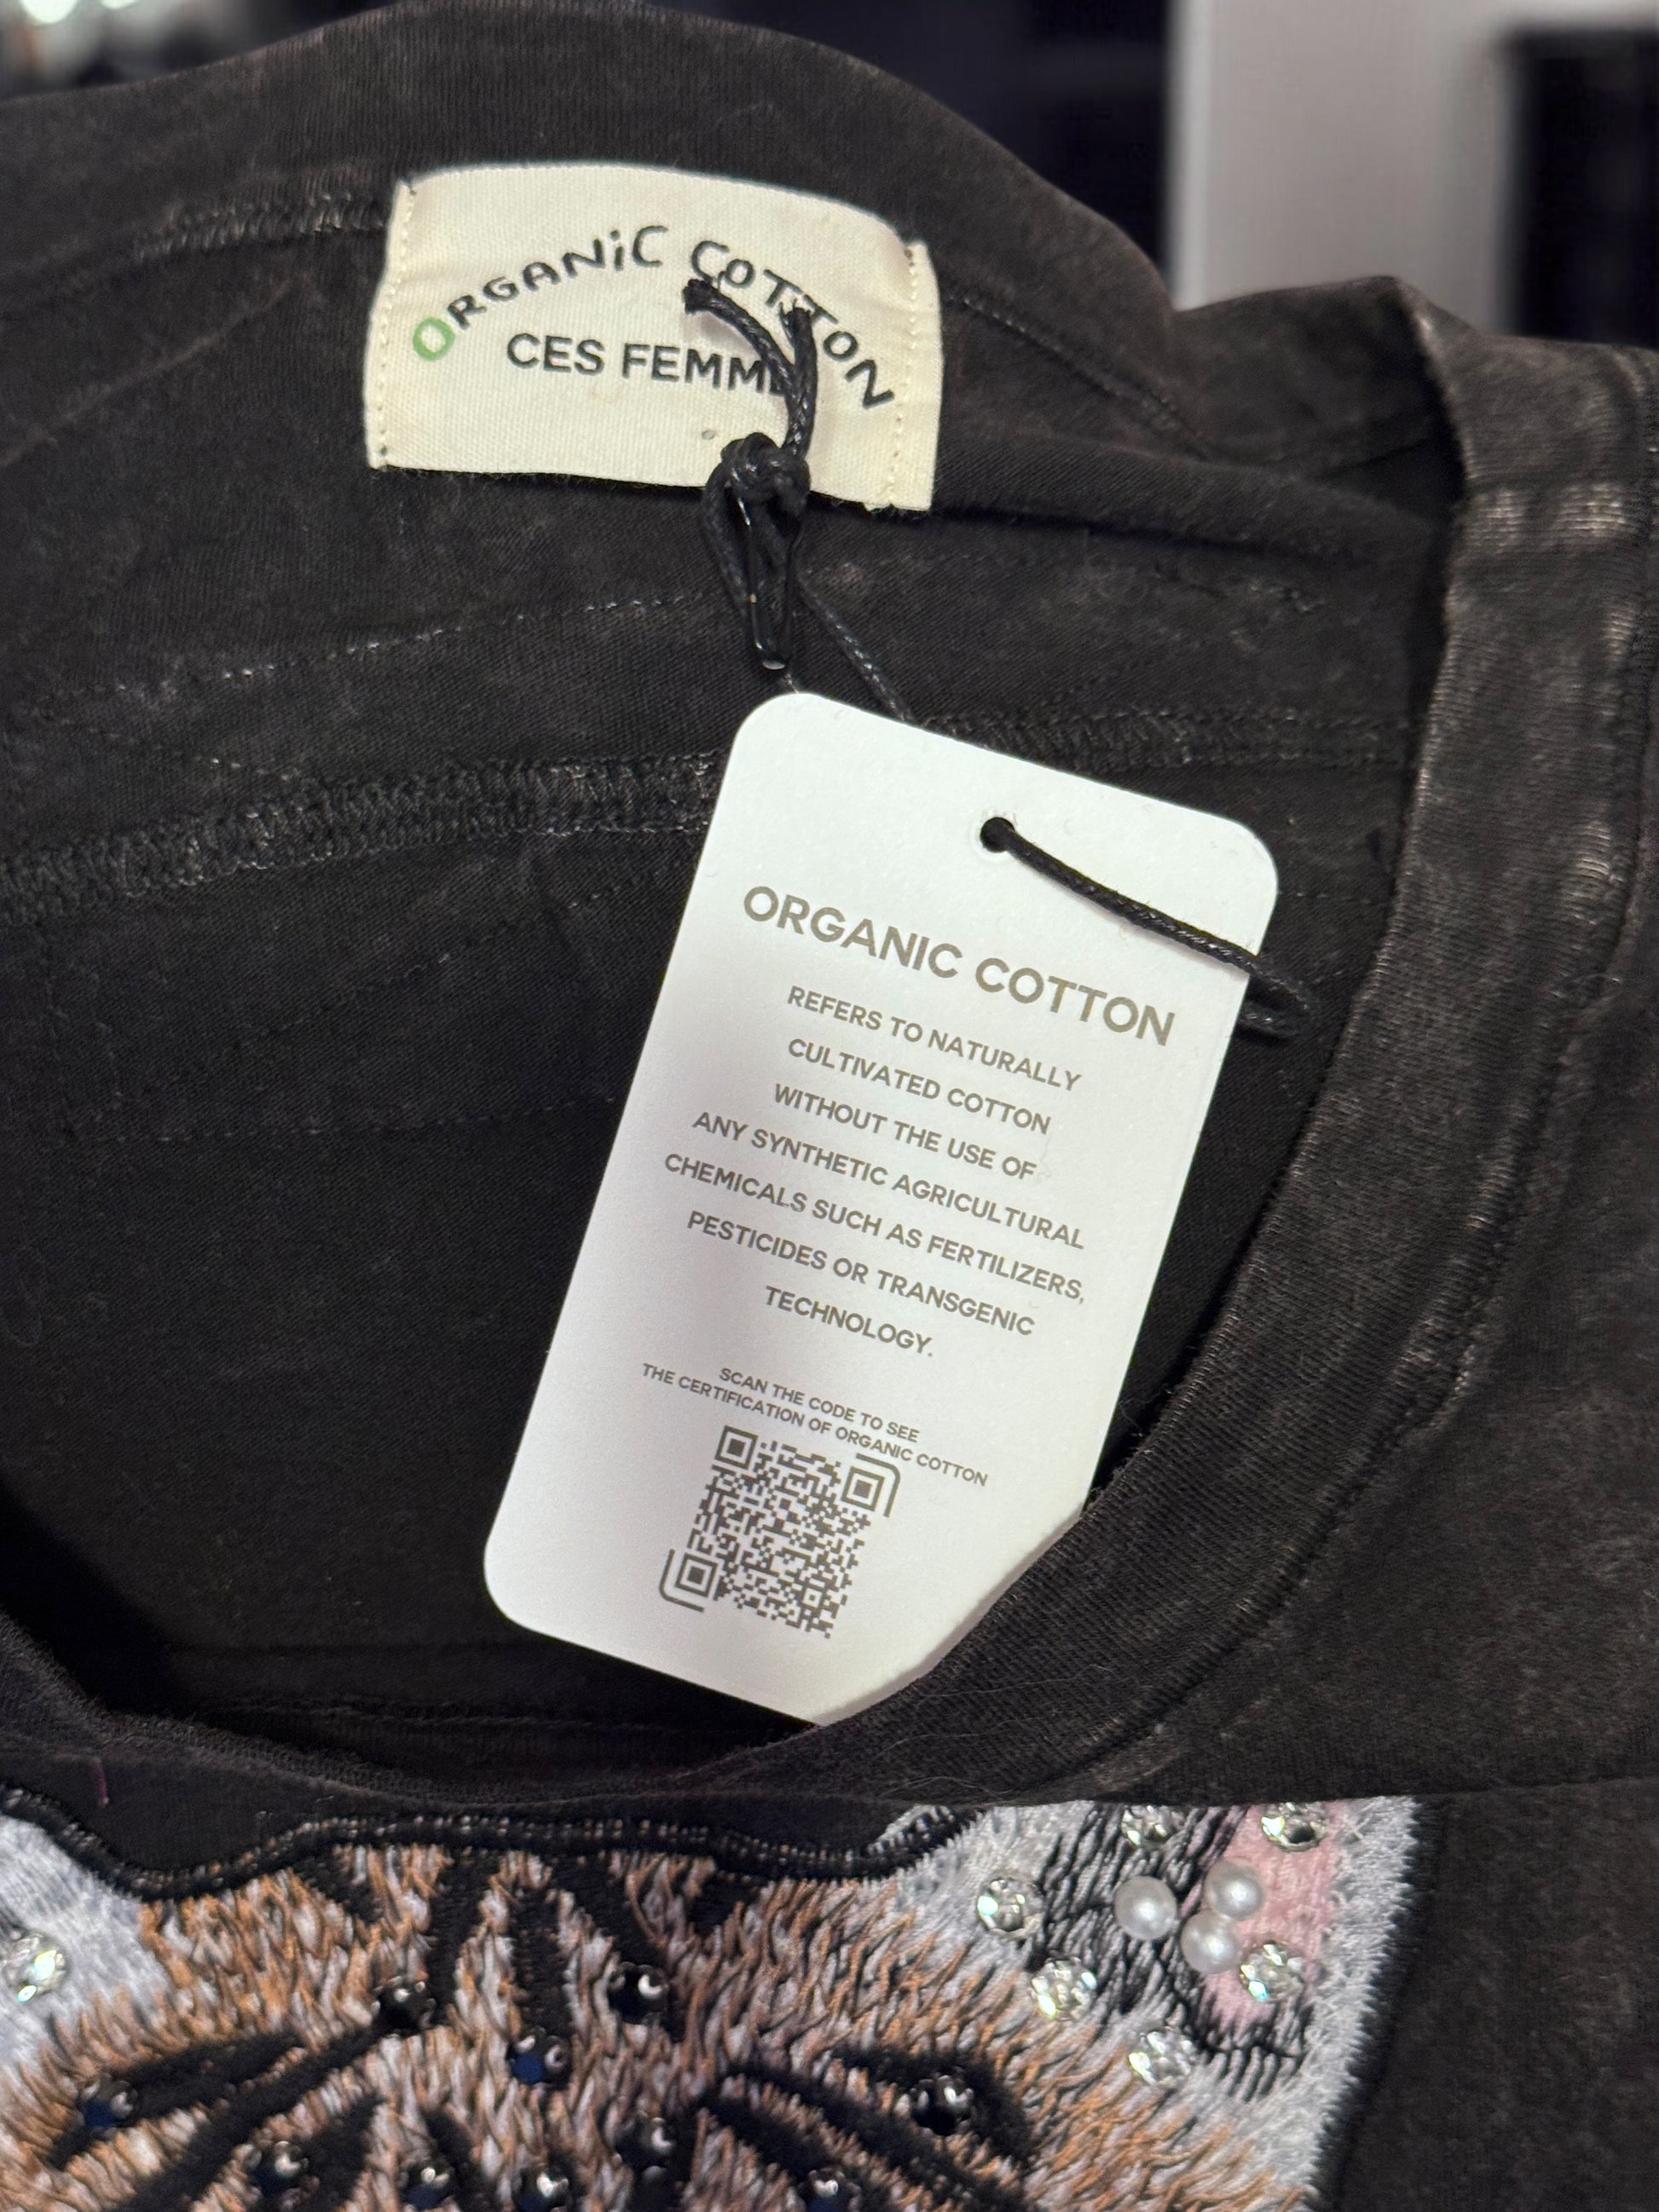 ORGANiC COTTON
CES FEMME
ORGANIC COTTON
REFERS TO NATURALLY
CULTIVATED COTTON
WITHOUT THE USE OF
ANY SYNTHETIC AGRICULTURAL
CHEMICALS SUCH AS FERTILIZERS,
PESTICIDES OR TRANSGENIC
TECHNOLOGY.
SCAN THE CODE TO SEE
THE CERTIFICATION OF ORGANIC COTTON